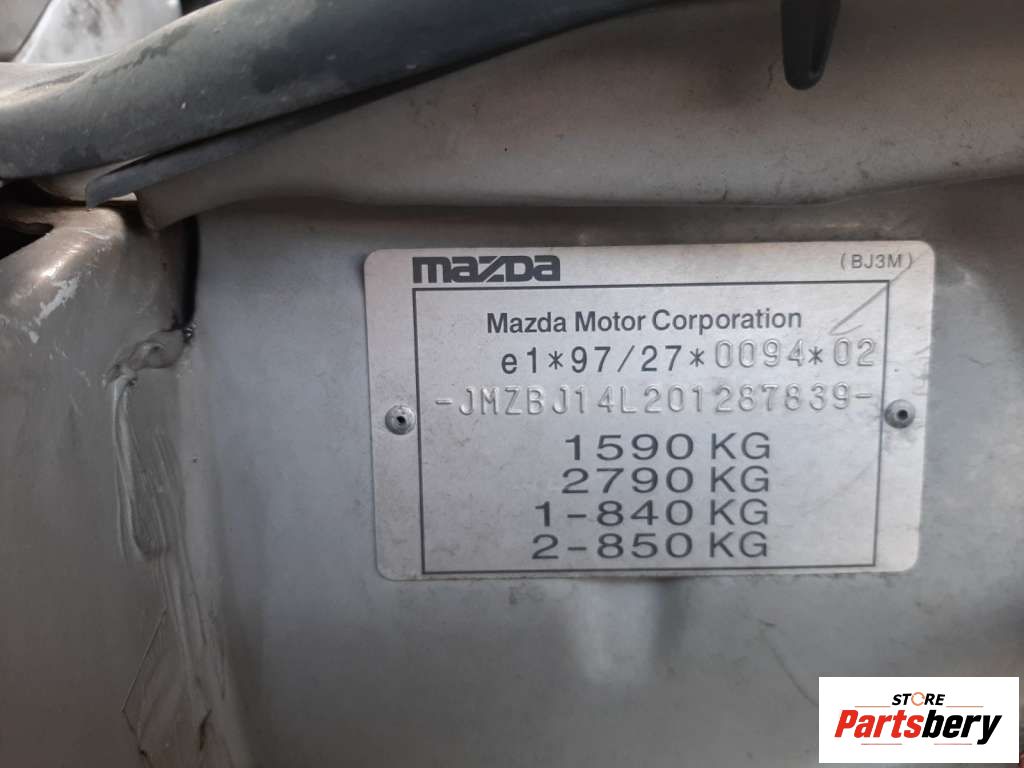 mazda
(BJ3M)
Mazda Motor Corporation
e1*97/27*0094*02
-JMZBJ14L201287839-
1590 KG
2790 KG
1-840 KG
2-850 KG
STORE
Partsbery